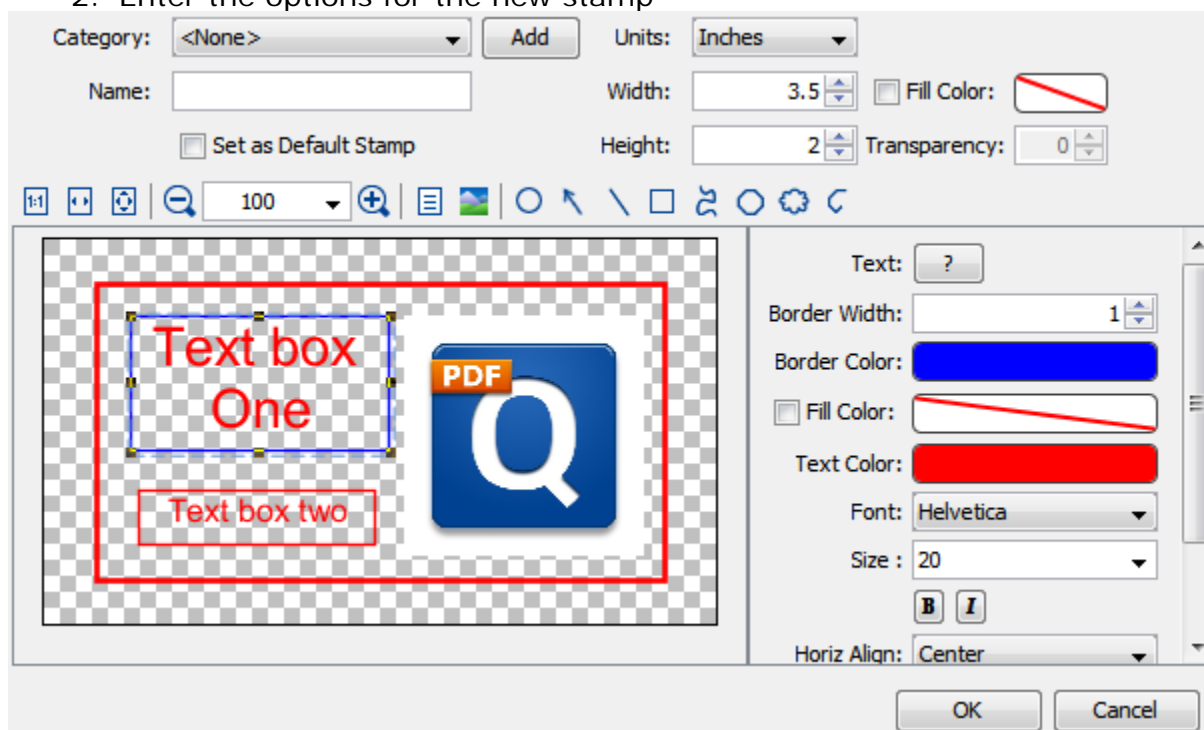 2. Enter the options for the new stamp
Category: <None> Add Units: Inches
Name: Width: 3.5 Fill Color:
Set as Default Stamp Height: 2 Transparency: 0
1:1 100
Text: ?
Border Width: 1
Border Color:
Fill Color:
Text Color:
Font: Helvetica
Size : 20
B I
Horiz Align: Center
Text box
One
Text box two
PDF
Q
OK Cancel